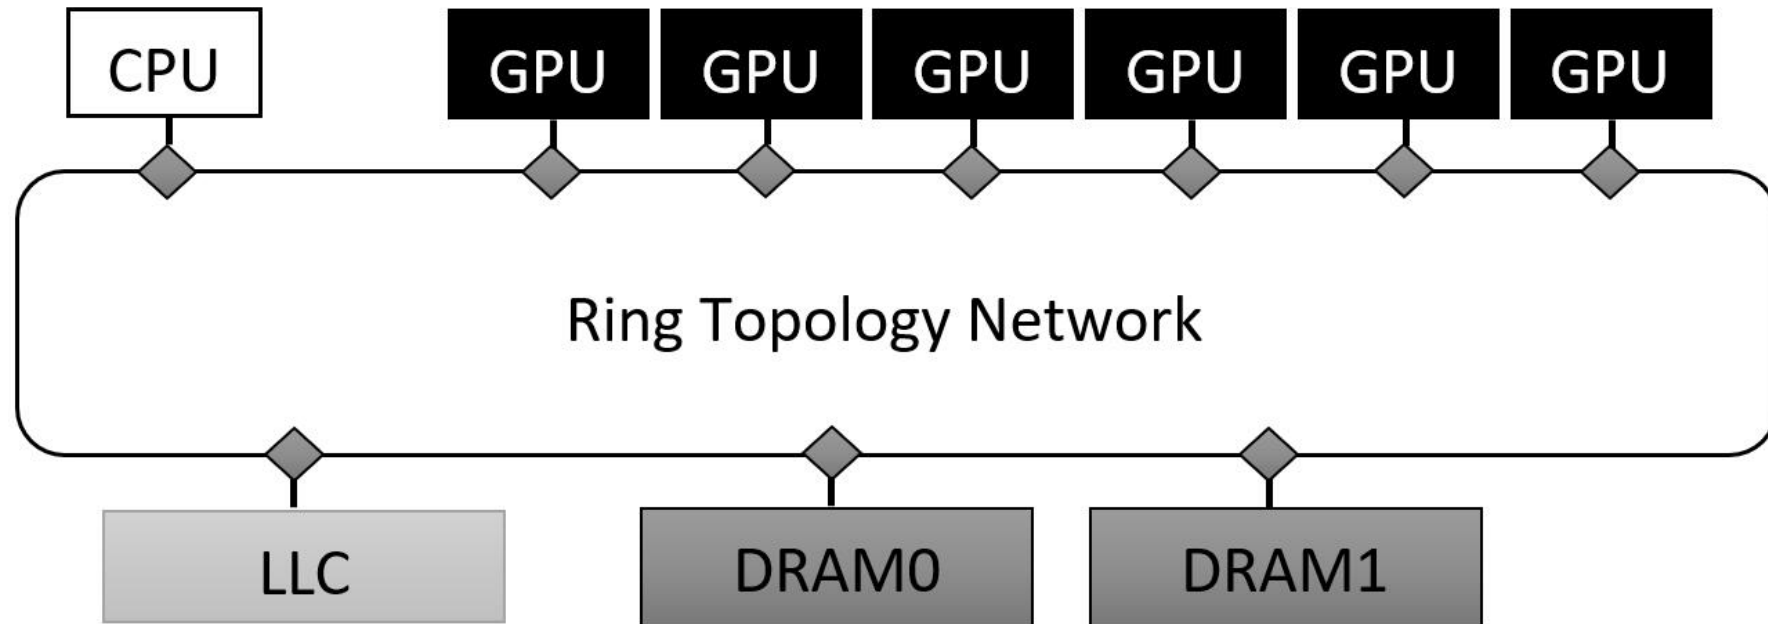 CPU
GPU
GPU
GPU
GPU
GPU
GPU
Ring Topology Network
LLC
DRAM0
DRAM1